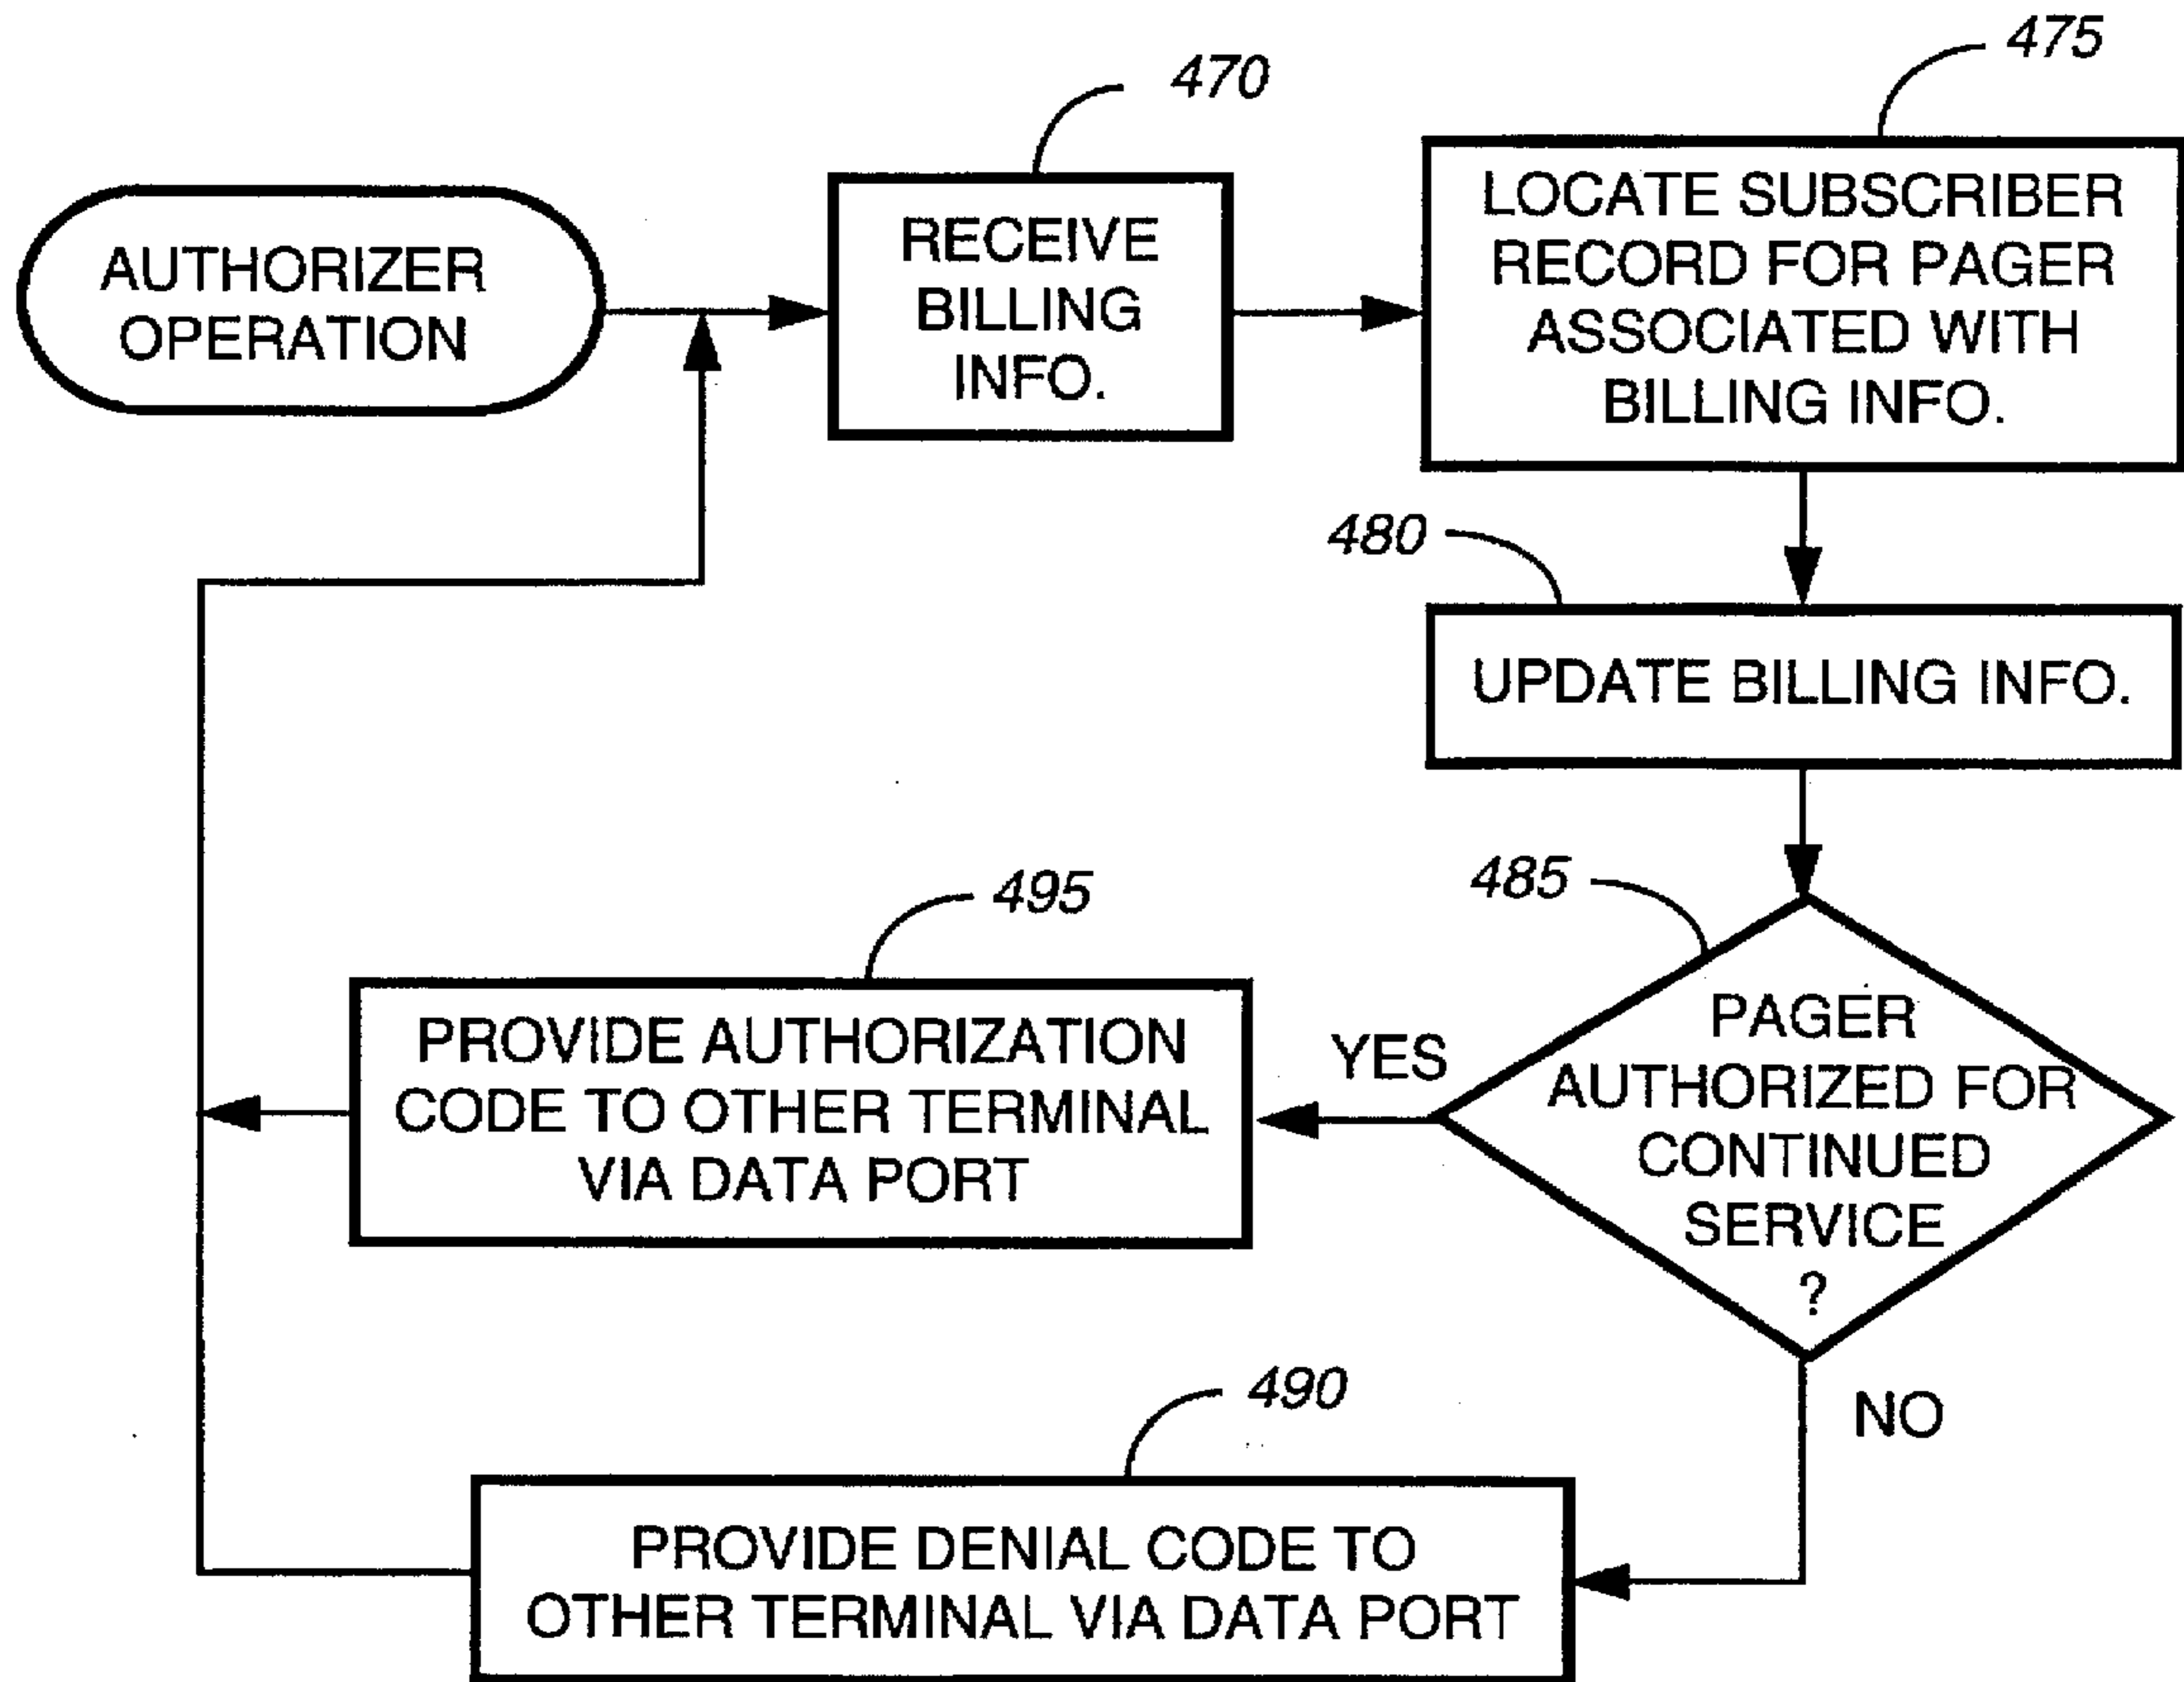 475
470
AUTHORIZER
OPERATION
RECEIVE
BILLING
INFO.
LOCATE SUBSCRIBER
RECORD FOR PAGER
ASSOCIATED WITH
BILLING INFO.
480
UPDATE BILLING INFO.
485
PAGER
AUTHORIZED FOR
CONTINUED
SERVICE
?
YES
495
PROVIDE AUTHORIZATION
CODE TO OTHER TERMINAL
VIA DATA PORT
NO
490
PROVIDE DENIAL CODE TO
OTHER TERMINAL VIA DATA PORT